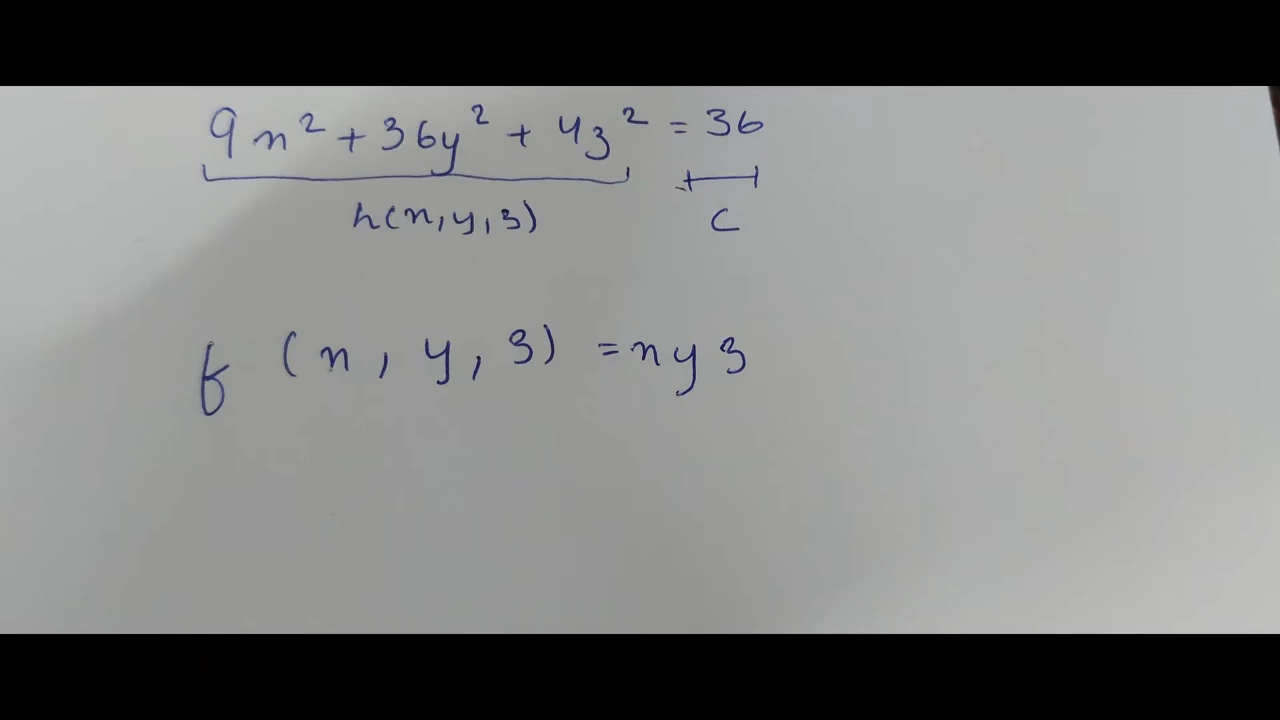 9x² + 36y² + 4z² = 36
h(x, y, z) c
f (x, y, z) = xyz